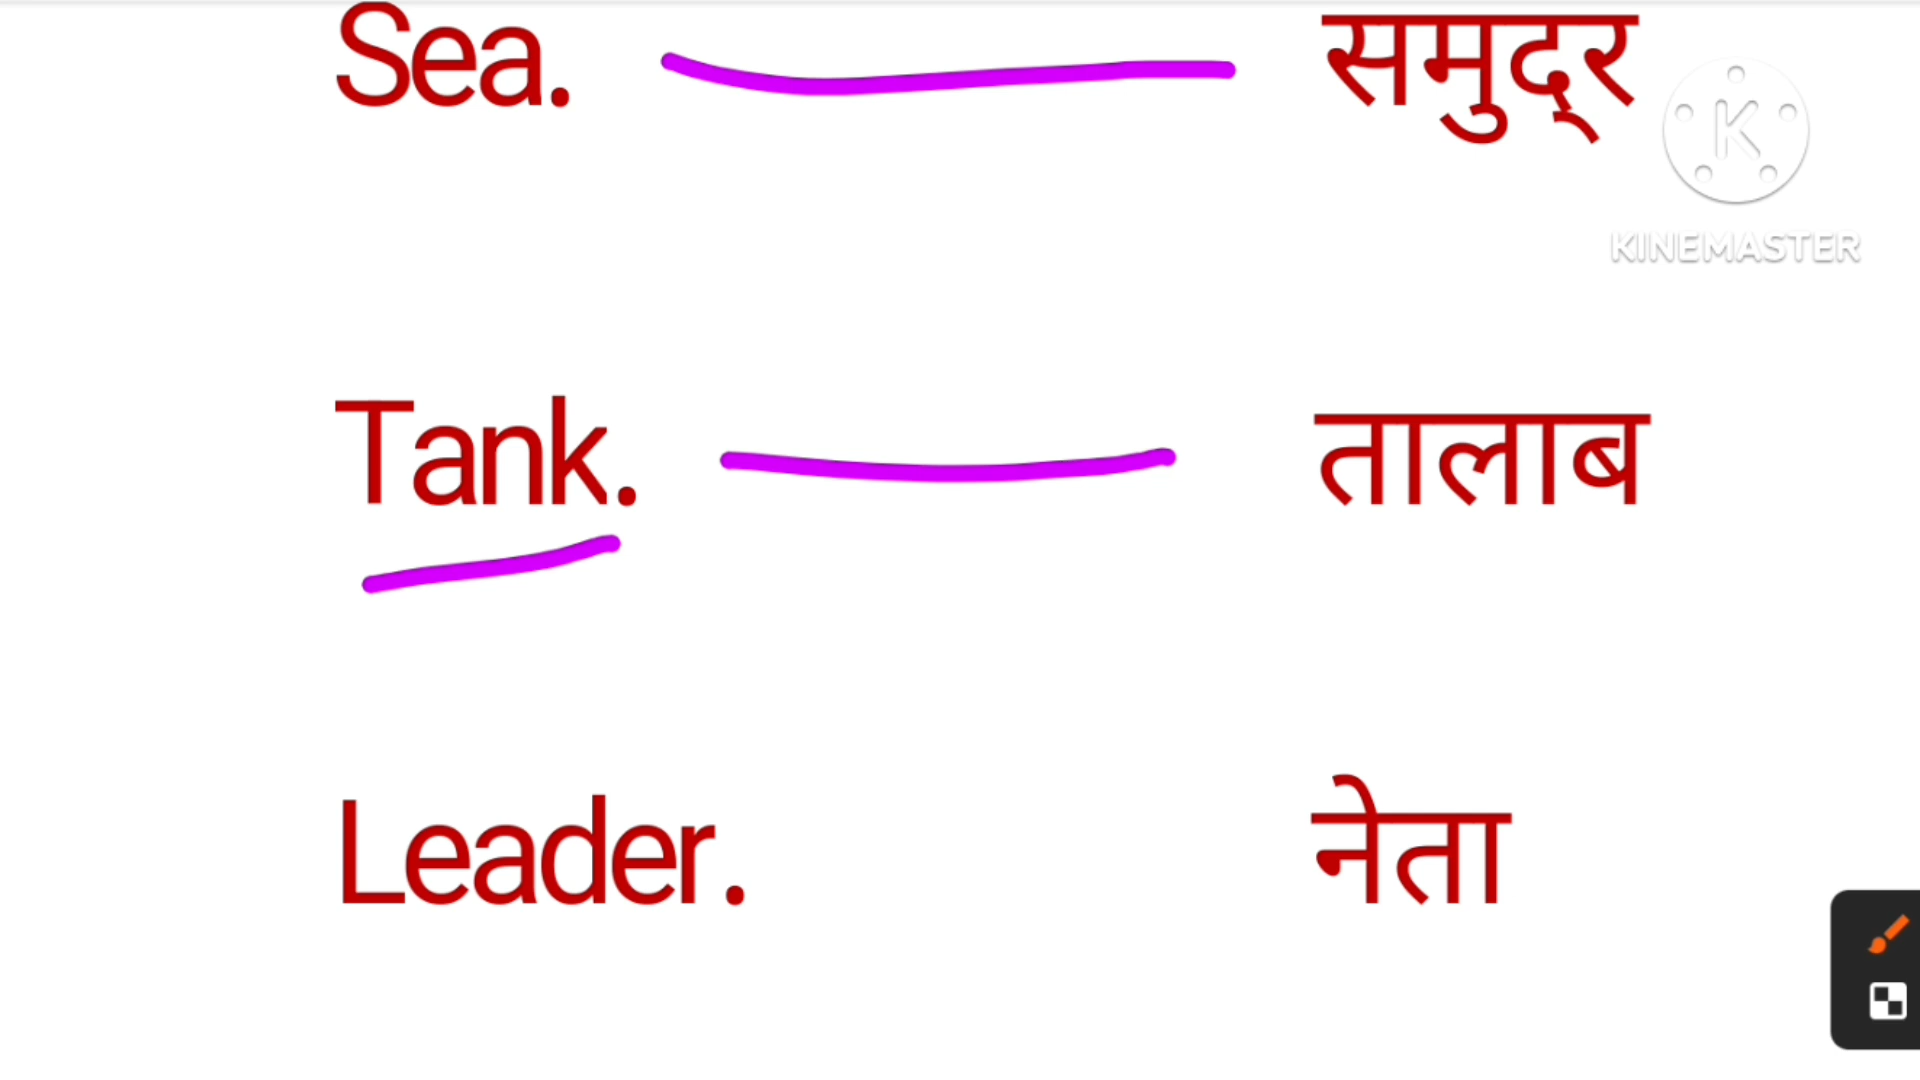 Sea. समुद्‌र
K
KINEMASTER
Tank. तालाब
Leader. नेता